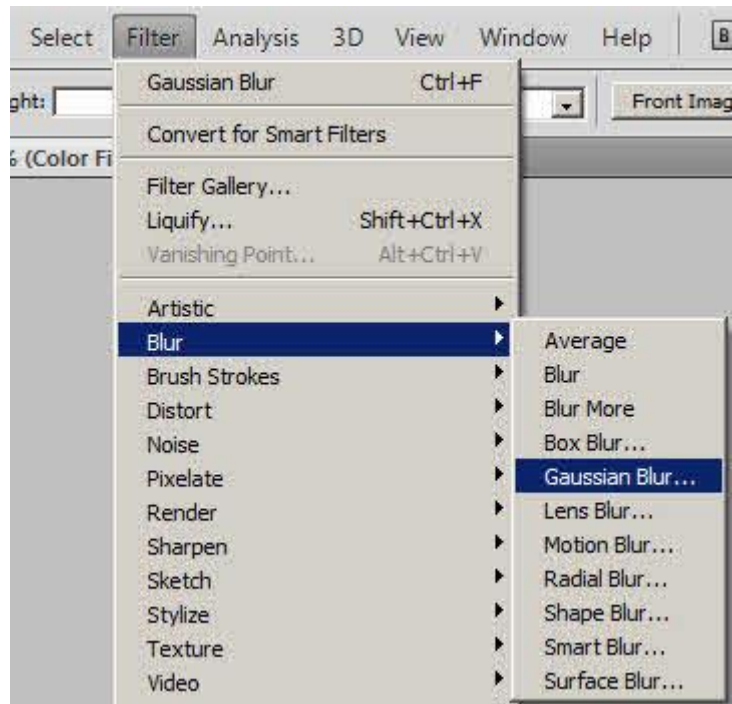 Select Filter Analysis 3D View Window Help B
ght: Front Imag
% (Color Fi
Gaussian Blur Ctrl+F
Convert for Smart Filters
Filter Gallery...
Liquify... Shift+Ctrl+X
Vanishing Point... Alt+Ctrl+V
Artistic
Blur
Brush Strokes
Distort
Noise
Pixelate
Render
Sharpen
Sketch
Stylize
Texture
Video
Average
Blur
Blur More
Box Blur...
Gaussian Blur...
Lens Blur...
Motion Blur...
Radial Blur...
Shape Blur...
Smart Blur...
Surface Blur...